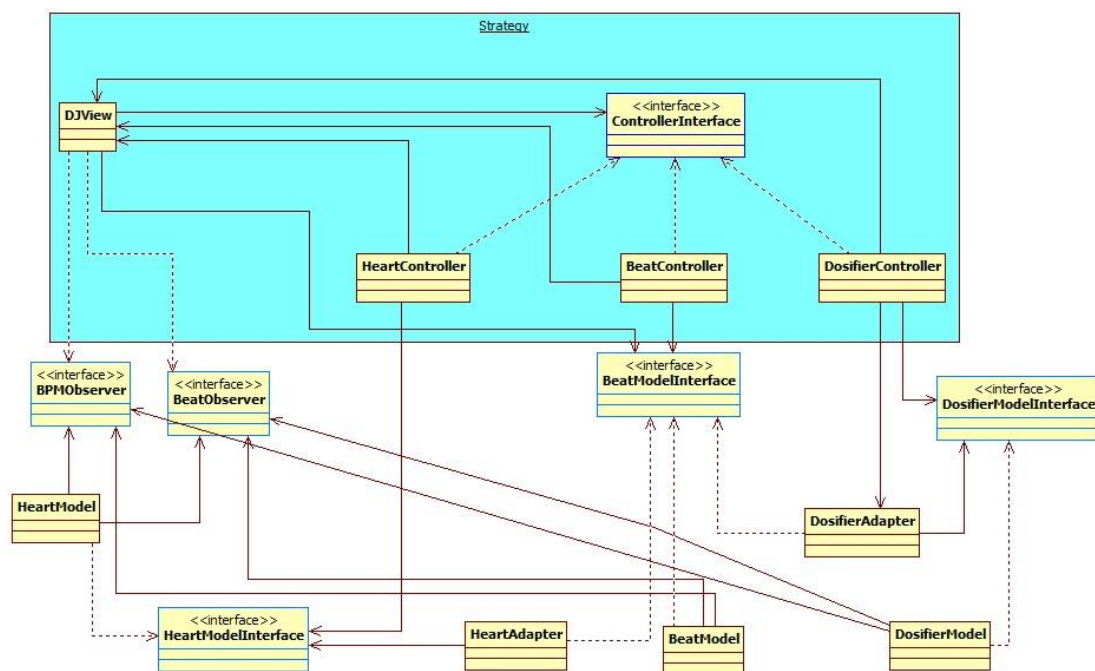 Strategy
DJView
<<interface>>
ControllerInterface
HeartController
BeatController
DosifierController
<<interface>>
BPMObserver
<<interface>>
BeatObserver
<<interface>>
BeatModelInterface
<<interface>>
DosifierModelInterface
HeartModel
DosifierAdapter
<<interface>>
HeartModelInterface
HeartAdapter
BeatModel
DosifierModel